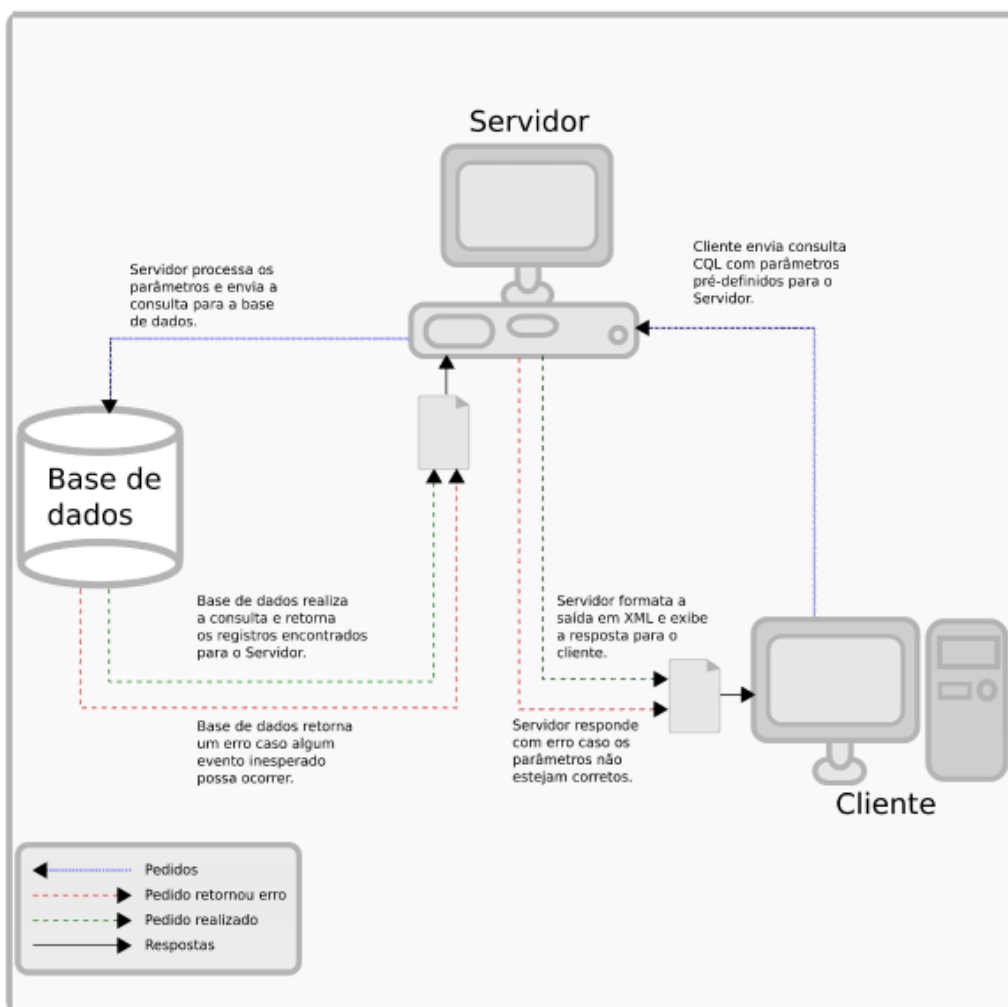 Servidor
Cliente envia consulta
CQL com parâmetros
pré-definidos para o
Servidor.
Servidor processa os
parâmetros e envia a
consulta para a base
de dados.
Base de
dados
Base de dados realiza
a consulta e retorna
os registros encontrados
para o Servidor.
Servidor formata a
saída em XML e exibe
a resposta para o
cliente.
Base de dados retorna
um erro caso algum
evento inesperado
possa ocorrer.
Servidor responde
com erro caso os
parâmetros não
estejam corretos.
Cliente
Pedidos
Pedido retornou erro
Pedido realizado
Respostas